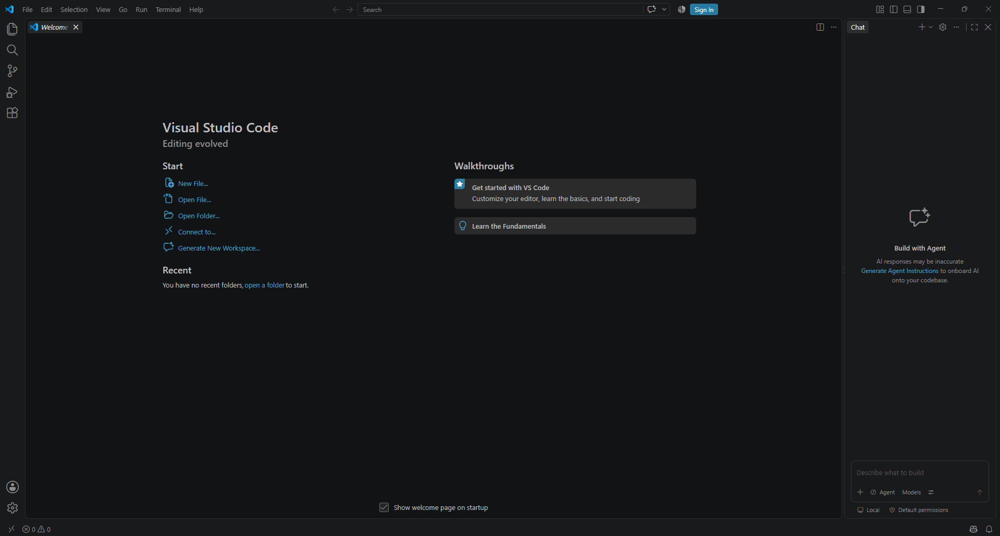 File Edit Selection View Go Run Terminal Help
Search
Sign In
Welcome
Chat
Visual Studio Code
Editing evolved
Start
New File...
Open File...
Open Folder...
Connect to...
Generate New Workspace...
Recent
You have no recent folders, open a folder to start.
Walkthroughs
Get started with VS Code
Customize your editor, learn the basics, and start coding
Learn the Fundamentals
Build with Agent
AI responses may be inaccurate
Generate Agent Instructions to onboard AI
onto your codebase.
Describe what to build
Agent Models
Local Default permissions
Show welcome page on startup
0 0